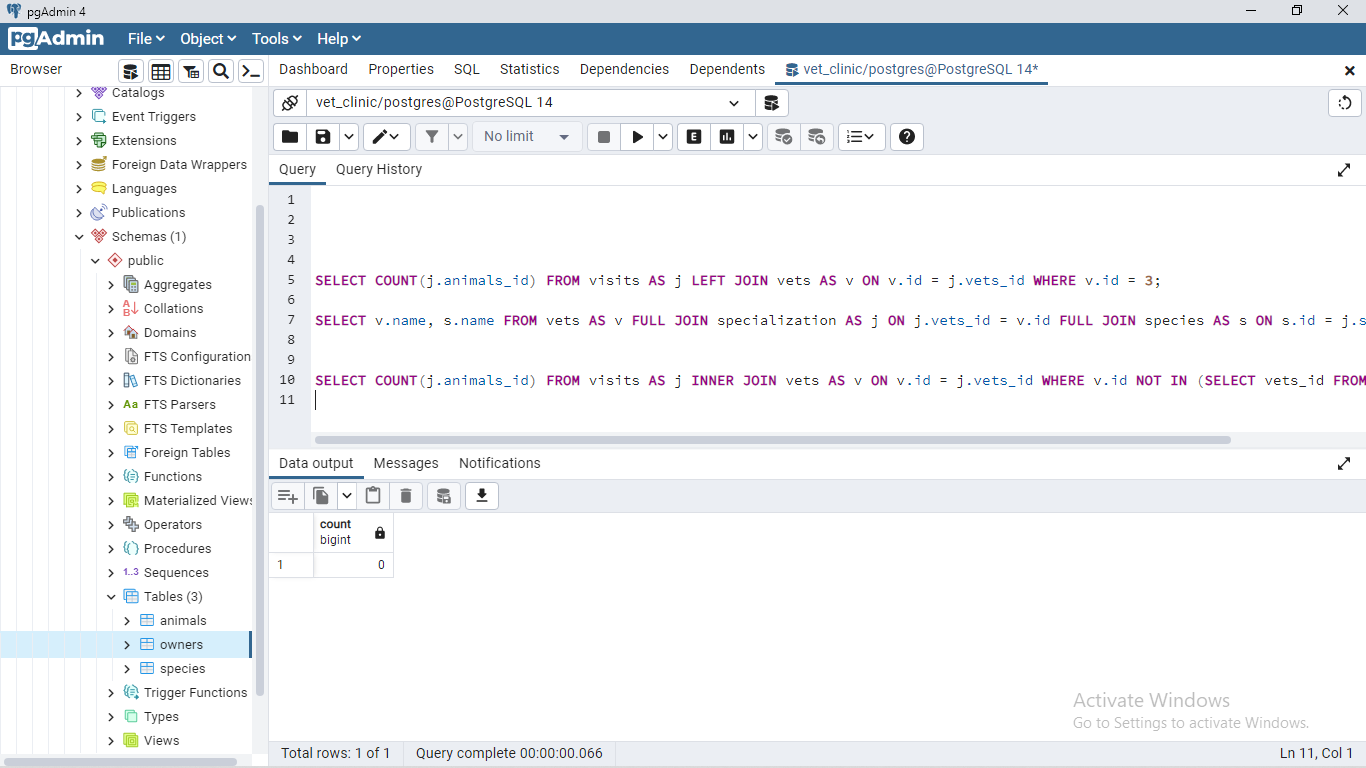 pgAdmin 4
pgAdmin File Object Tools Help
Browser
Dashboard Properties SQL Statistics Dependencies Dependents vet_clinic/postgres@PostgreSQL 14*
vet_clinic/postgres@PostgreSQL 14
No limit
E
Query Query History
Catalogs
Event Triggers
Extensions
Foreign Data Wrappers
Languages
Publications
Schemas (1)
public
Aggregates
Collations
Domains
FTS Configuration
FTS Dictionaries
Aa FTS Parsers
FTS Templates
Foreign Tables
Functions
Materialized Views
Operators
Procedures
1..3 Sequences
Tables (3)
animals
owners
species
Trigger Functions
Types
Views
1
2
3
4
5 SELECT COUNT(j.animals_id) FROM visits AS j LEFT JOIN vets AS v ON v.id = j.vets_id WHERE v.id = 3;
6
7 SELECT v.name, s.name FROM vets AS v FULL JOIN specialization AS j ON j.vets_id = v.id FULL JOIN species AS s ON s.id = j.s
8
9
10 SELECT COUNT(j.animals_id) FROM visits AS j INNER JOIN vets AS v ON v.id = j.vets_id WHERE v.id NOT IN (SELECT vets_id FROM
11
Data output Messages Notifications
count
bigint
1 0
Activate Windows
Go to Settings to activate Windows.
Total rows: 1 of 1 Query complete 00:00:00.066 Ln 11, Col 1